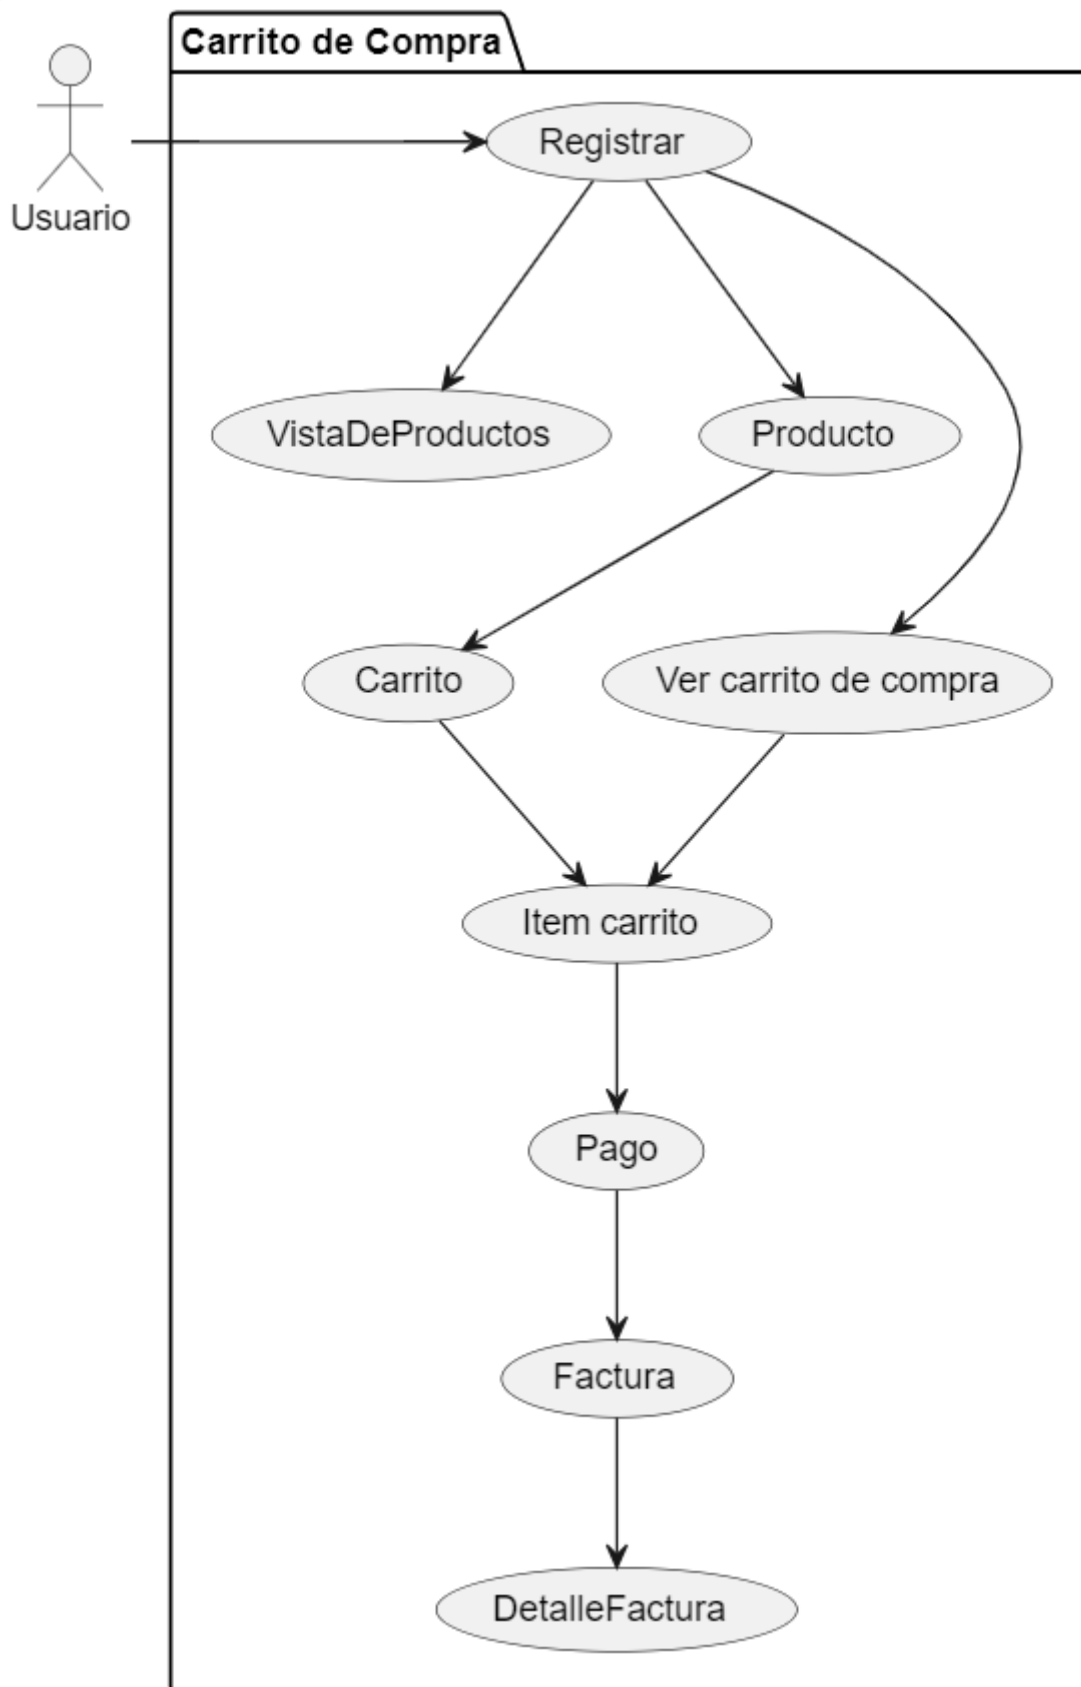 Carrito de Compra
Registrar
Usuario
VistaDeProductos
Producto
Carrito
Ver carrito de compra
Item carrito
Pago
Factura
DetalleFactura